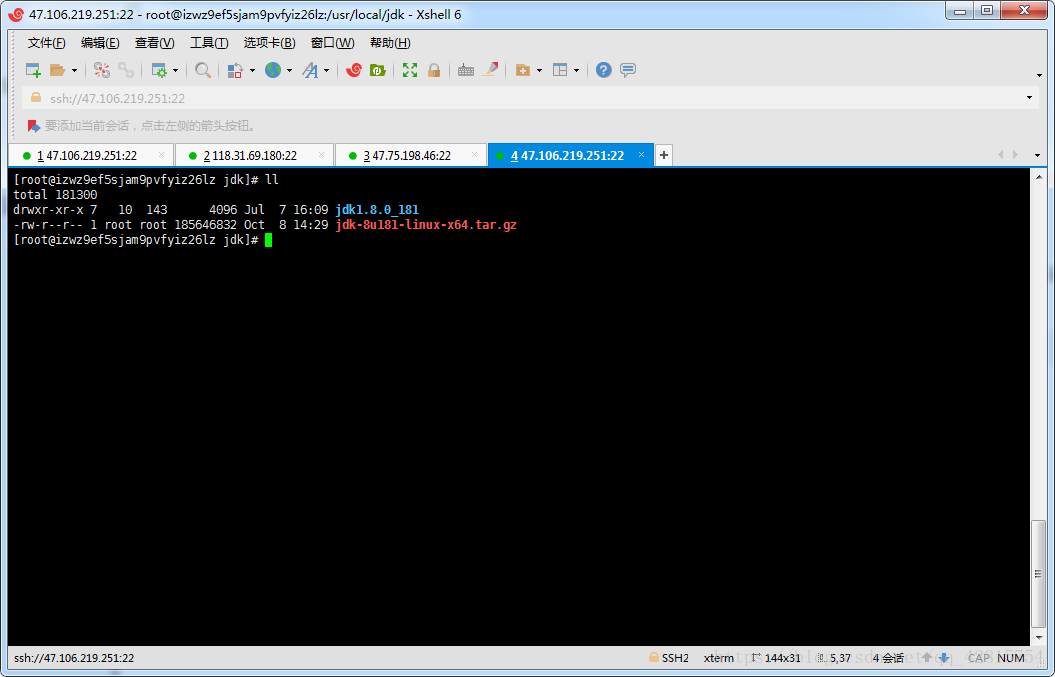 47.106.219.251:22 - root@izwz9ef5sjam9pvfyiz26lz:/usr/local/jdk - Xshell 6
文件(F) 编辑(E) 查看(V) 工具(T) 选项卡(B) 窗口(W) 帮助(H)
ssh://47.106.219.251:22
要添加当前会话，点击左侧的箭头按钮。
1 47.106.219.251:22 2 118.31.69.180:22 3 47.75.198.46:22 4 47.106.219.251:22
[root@izwz9ef5sjam9pvfyiz26lz jdk]# ll
total 181300
drwxr-xr-x 7   10  143      4096 Jul  7 16:09 jdk1.8.0_181
-rw-r--r-- 1 root root 185646832 Oct  8 14:29 jdk-8u181-linux-x64.tar.gz
[root@izwz9ef5sjam9pvfyiz26lz jdk]#
ssh://47.106.219.251:22 SSH2 xterm 144x31 5,37 4 会话 CAP NUM